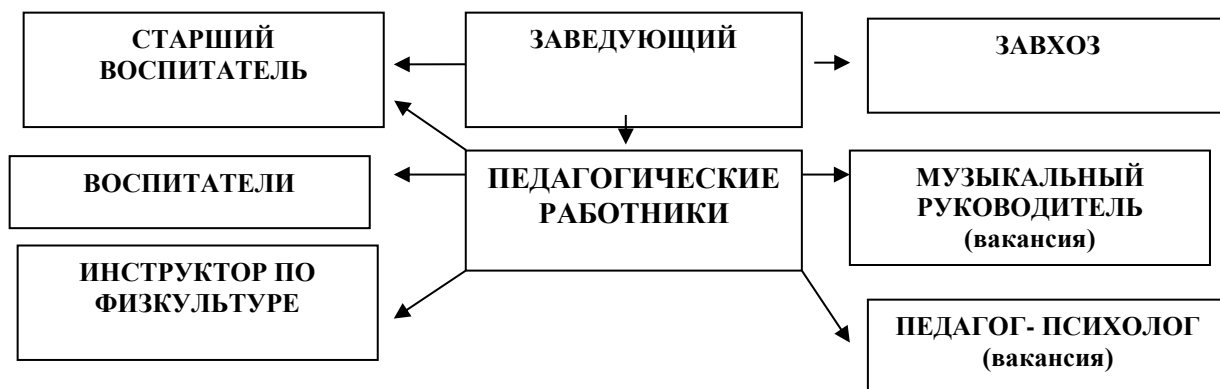 СТАРШИЙ
ВОСПИТАТЕЛЬ
ЗАВЕДУЮЩИЙ
ЗАВХОЗ
ВОСПИТАТЕЛИ
ПЕДАГОГИЧЕСКИЕ
РАБОТНИКИ
МУЗЫКАЛЬНЫЙ
РУКОВОДИТЕЛЬ
(вакансия)
ИНСТРУКТОР ПО
ФИЗКУЛЬТУРЕ
ПЕДАГОГ- ПСИХОЛОГ
(вакансия)